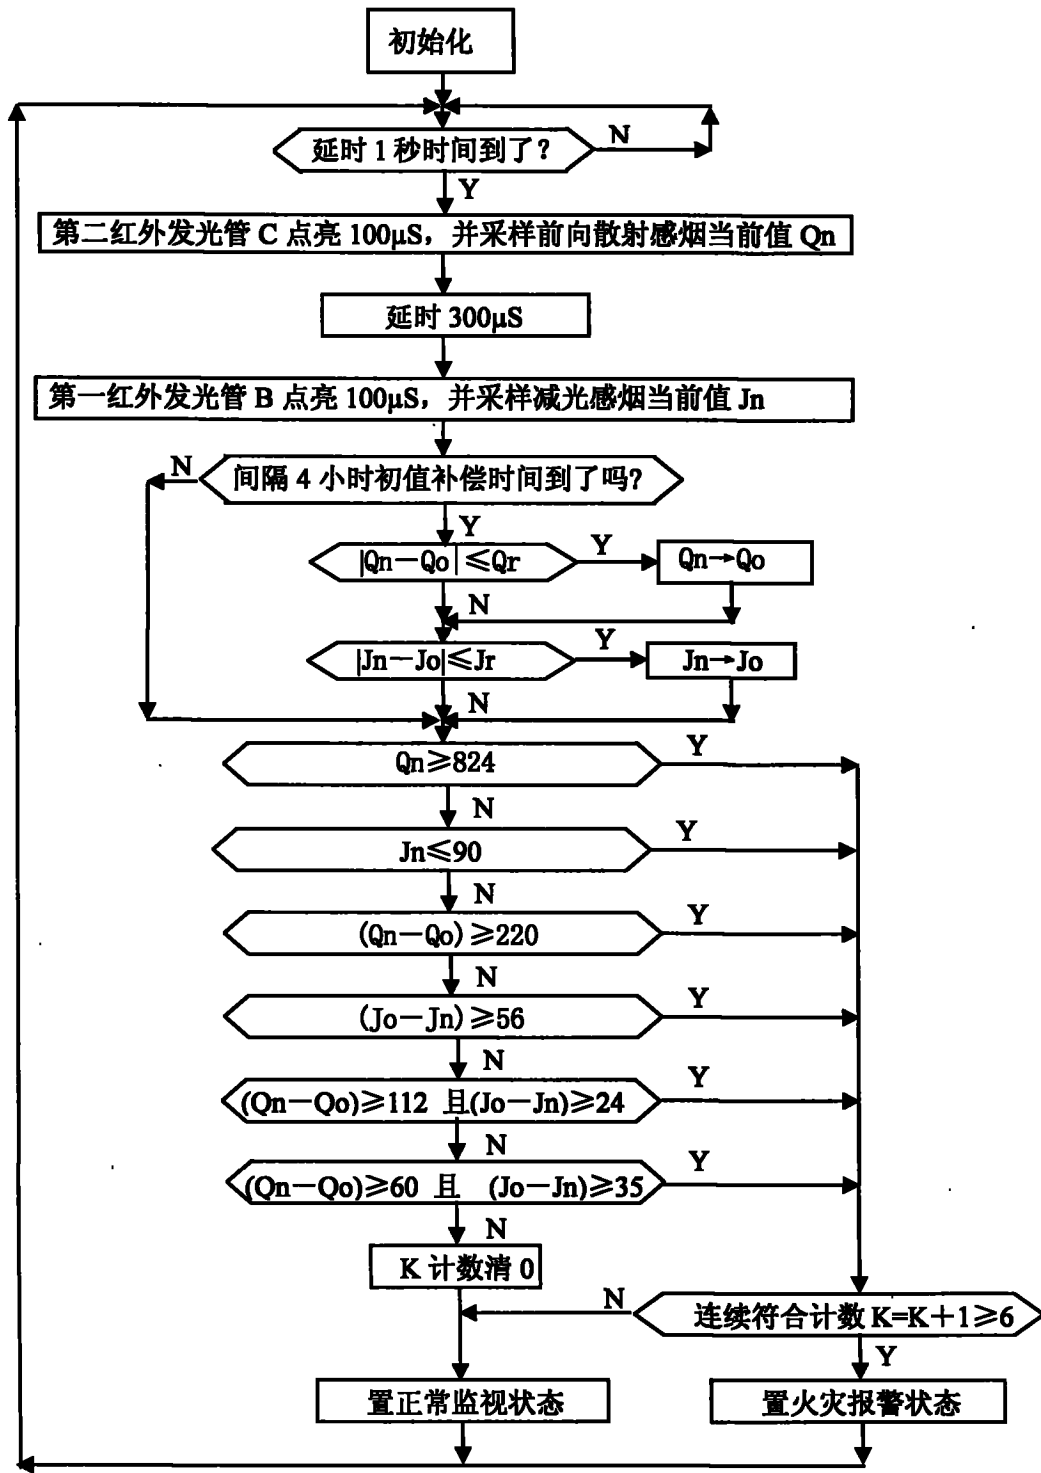 初始化
延时 1 秒时间到了?
N
Y
第二红外发光管 C 点亮 100μS，并采样前向散射感烟当前值 Qn
延时 300μS
第一红外发光管 B 点亮 100μS，并采样减光感烟当前值 Jn
N
间隔 4 小时初值补偿时间到了吗?
Y
|Qn－Qo| ≤Qr
Y
Qn→Qo
N
|Jn－Jo|≤Jr
Y
Jn→Jo
N
Qn≥824
Y
N
Jn≤90
Y
N
(Qn－Qo) ≥220
Y
N
(Jo－Jn) ≥56
Y
N
(Qn－Qo)≥112 且(Jo－Jn)≥24
Y
N
(Qn－Qo)≥60 且 (Jo－Jn)≥35
Y
N
K 计数清 0
N
连续符合计数 K=K＋1≥6
Y
置正常监视状态
置火灾报警状态